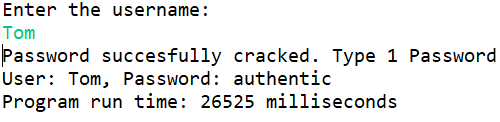 Enter the username:
Tom
Password succesfully cracked. Type 1 Password
User: Tom, Password: authentic
Program run time: 26525 milliseconds